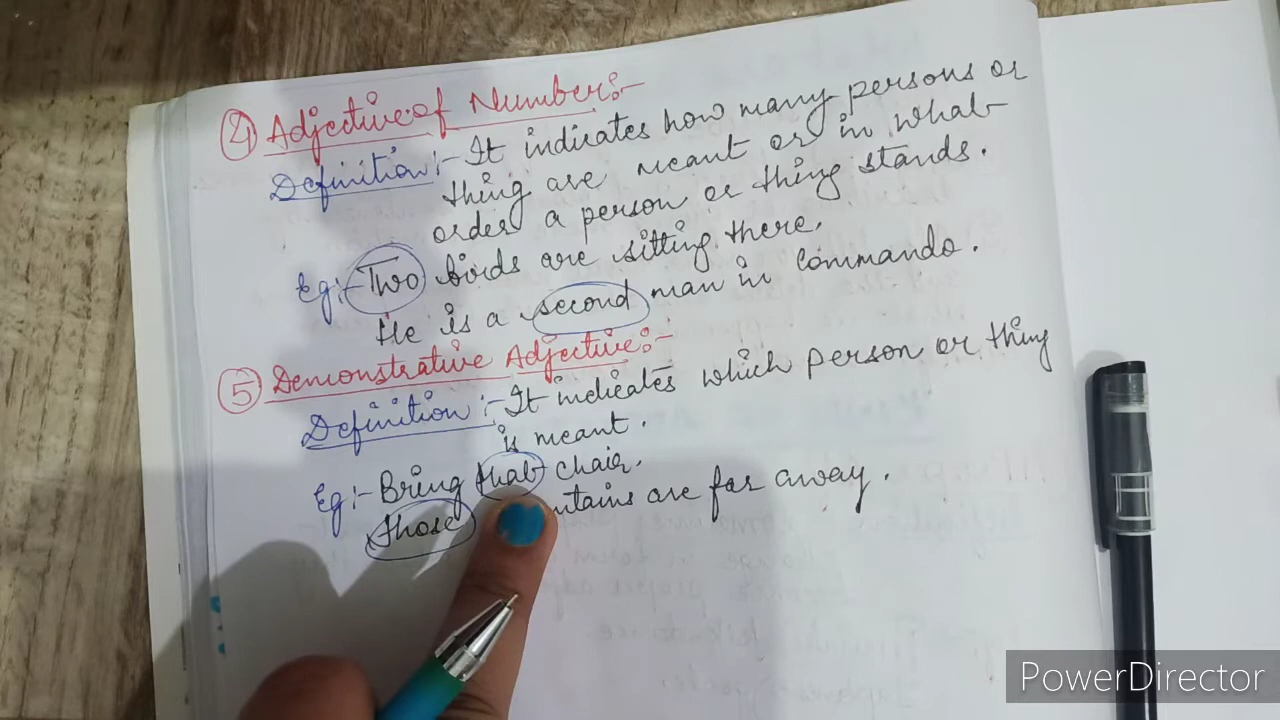 4 Adjective of Number:-
Definition:- It indicates how many persons or
thing are meant or in what
order a person or thing stands.
Eg:- Two birds are sitting there.
He is a second man in commando.
5 Demonstrative Adjective:-
Definition:- It indicates which person or thing
is meant.
Eg:- Bring that chair.
those ntains are far away.
PowerDirector